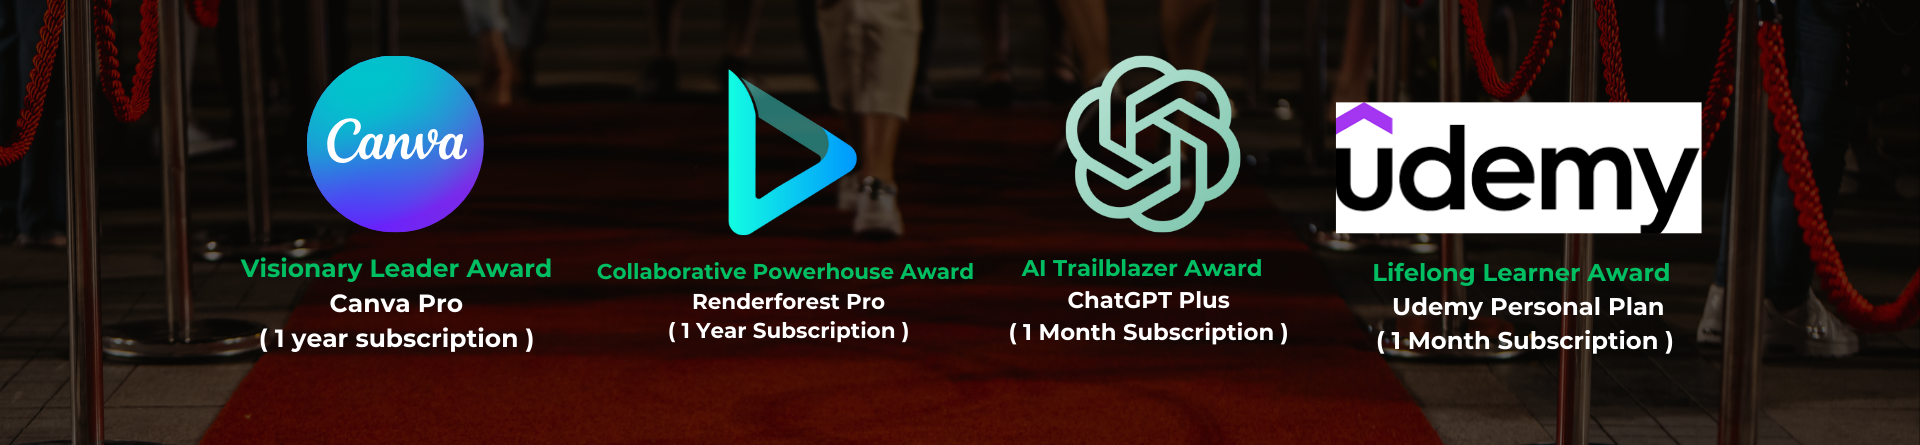 Canva
Visionary Leader Award
Canva Pro
( 1 year subscription )
Collaborative Powerhouse Award
Renderforest Pro
( 1 Year Subscription )
AI Trailblazer Award
ChatGPT Plus
( 1 Month Subscription )
udemy
Lifelong Learner Award
Udemy Personal Plan
( 1 Month Subscription )